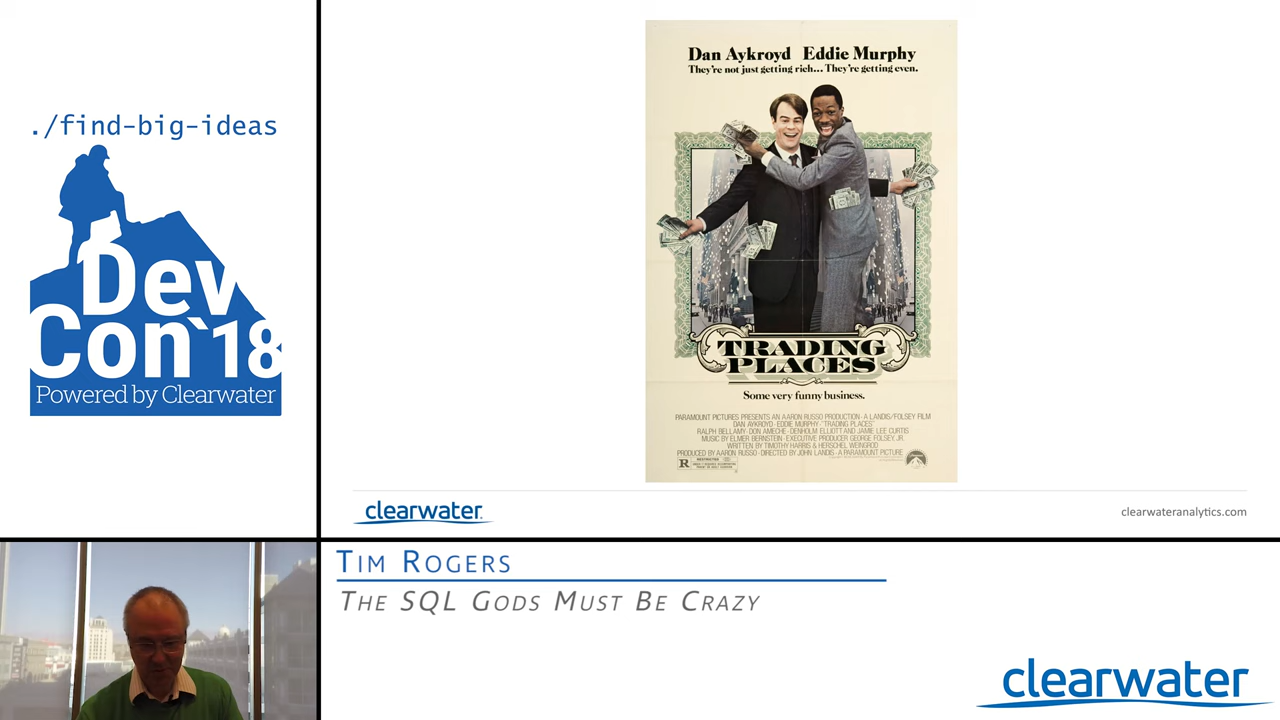 ./find-big-ideas
Dev
Con`18
Powered by Clearwater
Dan Aykroyd Eddie Murphy
They're not just getting rich... They're getting even.
TRADING
PLACES
Some very funny business.
PARAMOUNT PICTURES PRESENTS AN AARON RUSSO PRODUCTION · A LANDIS/FOLSEY FILM
DAN AYKROYD · EDDIE MURPHY · "TRADING PLACES"
RALPH BELLAMY · DON AMECHE · DENHOLM ELLIOTT AND JAMIE LEE CURTIS
MUSIC BY ELMER BERNSTEIN · EXECUTIVE PRODUCER GEORGE FOLSEY, JR.
WRITTEN BY TIMOTHY HARRIS & HERSCHEL WEINGROD
PRODUCED BY AARON RUSSO · DIRECTED BY JOHN LANDIS · A PARAMOUNT PICTURE
R RESTRICTED
clearwater
clearwateranalytics.com
TIM ROGERS
THE SQL GODS MUST BE CRAZY
clearwater